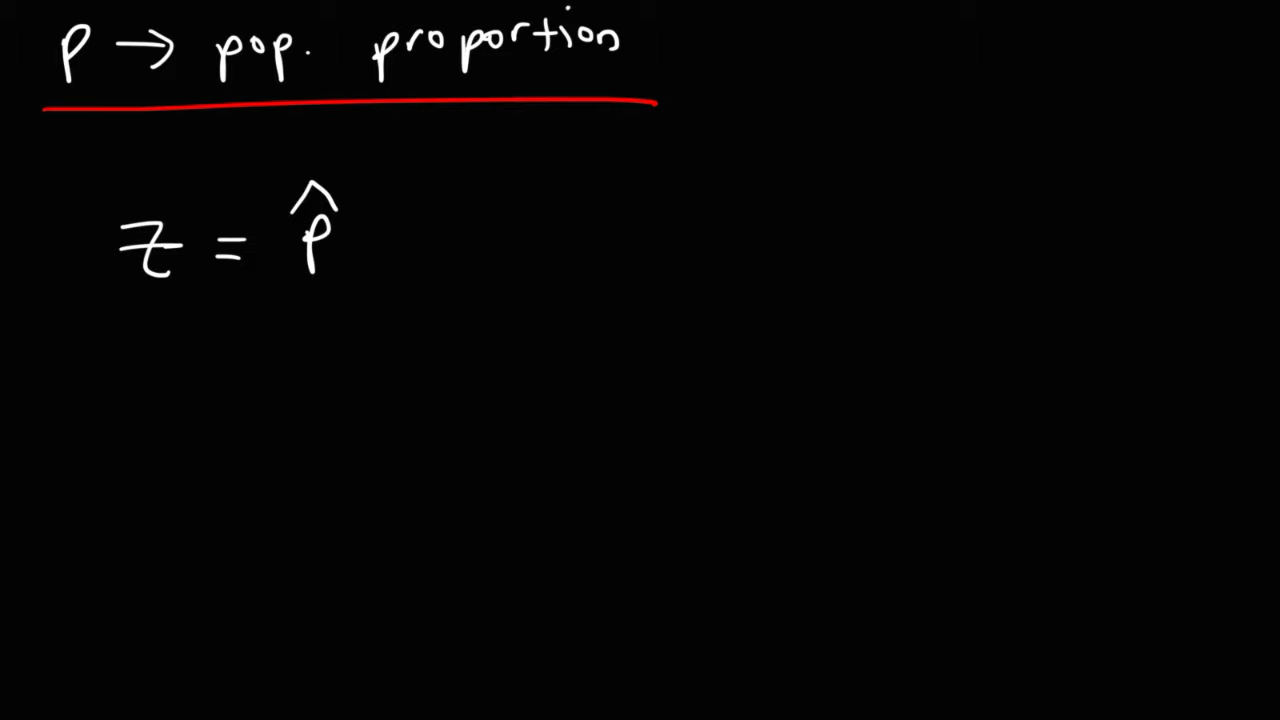 p → pop. proportion
z = p̂